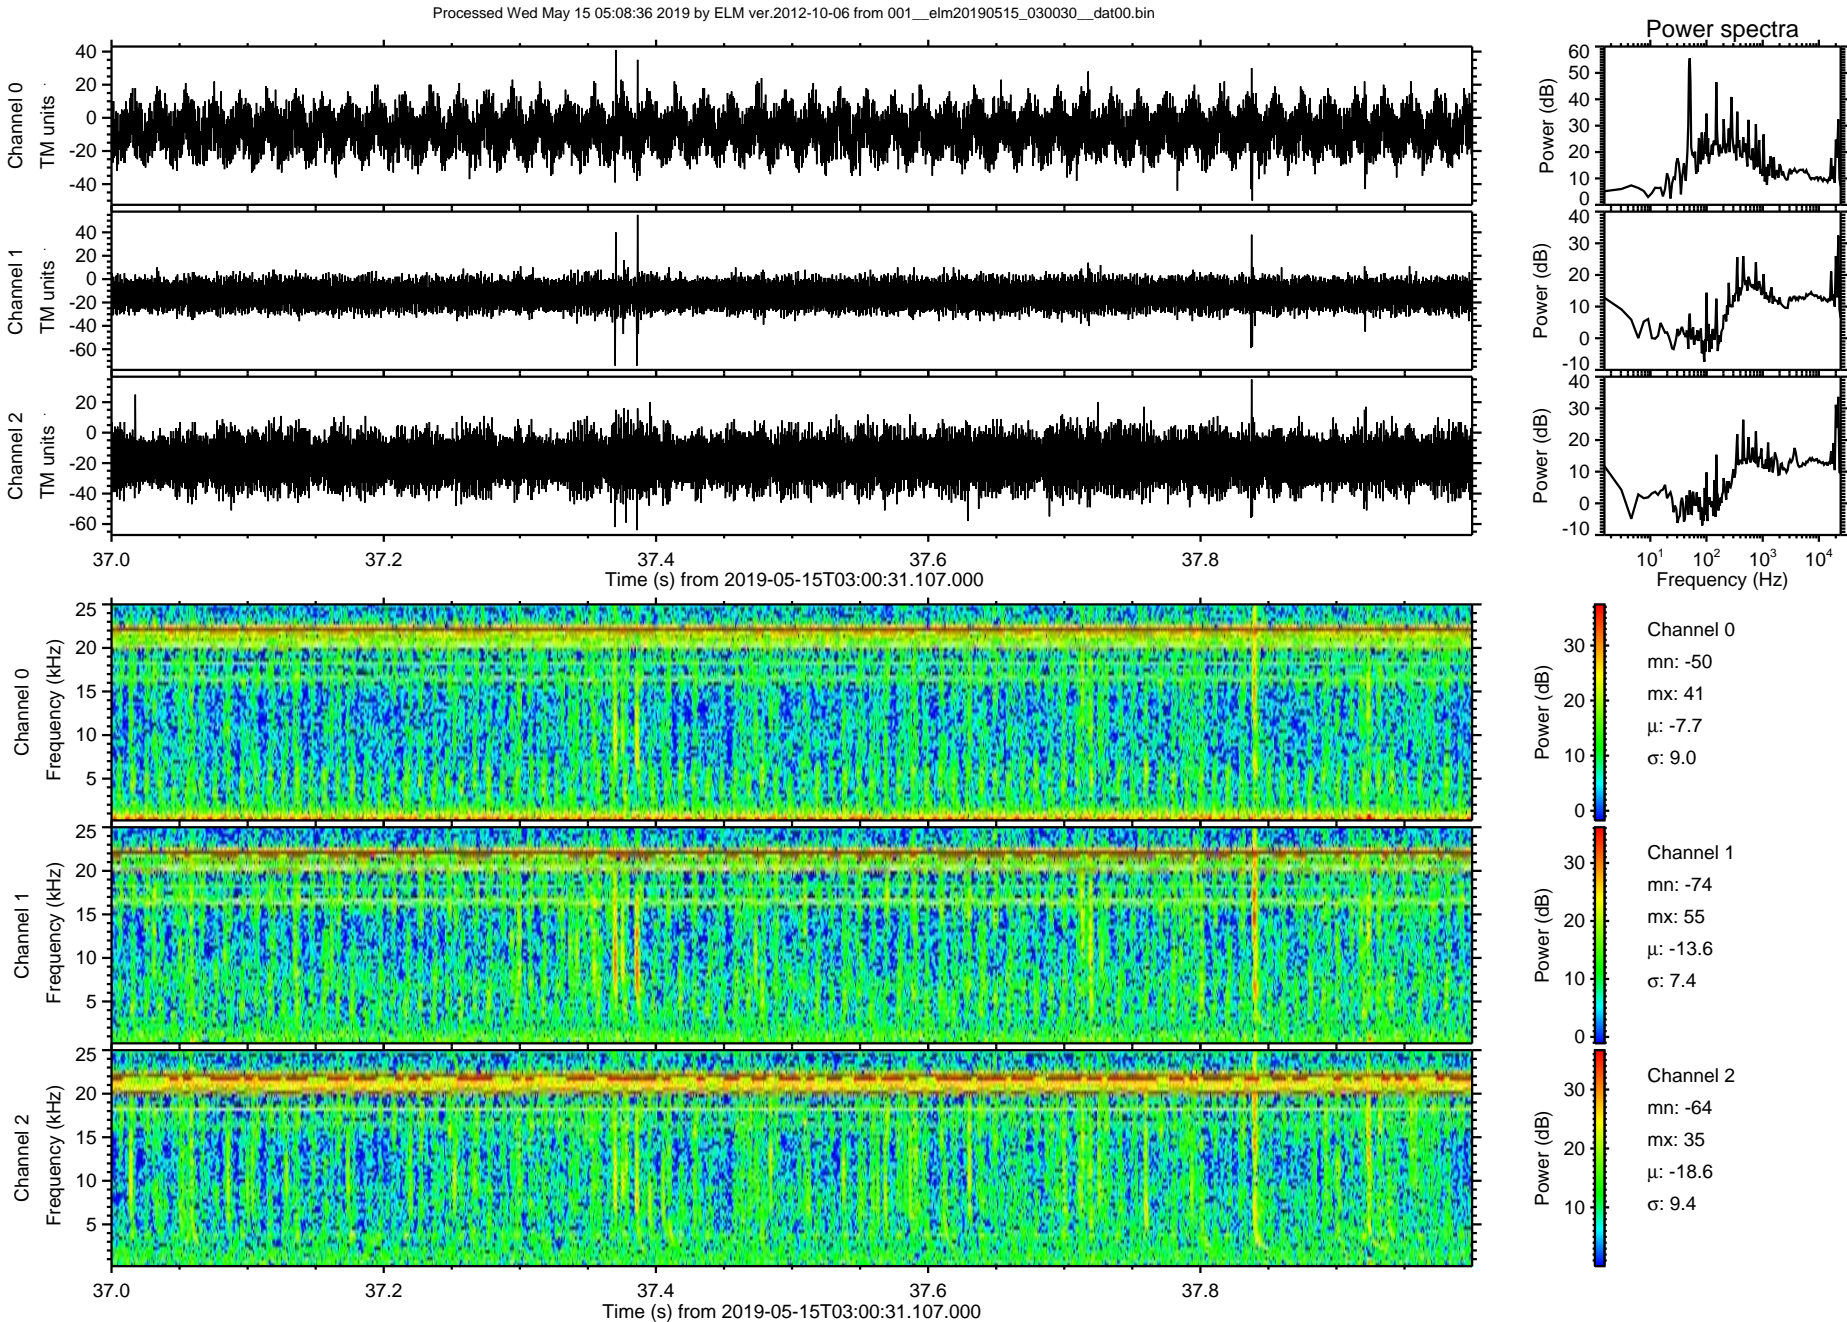 Processed Wed May 15 05:08:36 2019 by ELM ver.2012-10-06 from 001__elm20190515_030030__dat00.bin
Power spectra
Channel 0
TM units
40
20
0
-20
-40
Power (dB)
60
50
40
30
20
10
0
Channel 1
TM units
40
20
0
-20
-40
-60
Power (dB)
40
30
20
10
0
-10
Channel 2
TM units
20
0
-20
-40
-60
Power (dB)
40
30
20
10
0
-10
37.0 37.2 37.4 37.6 37.8
Time (s) from 2019-05-15T03:00:31.107.000
10¹ 10² 10³ 10⁴
Frequency (Hz)
Channel 0
Frequency (kHz)
25
20
15
10
5
Power (dB)
30
20
10
0
Channel 0
mn: -50
mx: 41
μ: -7.7
σ: 9.0
Channel 1
Frequency (kHz)
25
20
15
10
5
Power (dB)
30
20
10
0
Channel 1
mn: -74
mx: 55
μ: -13.6
σ: 7.4
Channel 2
Frequency (kHz)
25
20
15
10
5
Power (dB)
30
20
10
Channel 2
mn: -64
mx: 35
μ: -18.6
σ: 9.4
37.0 37.2 37.4 37.6 37.8
Time (s) from 2019-05-15T03:00:31.107.000